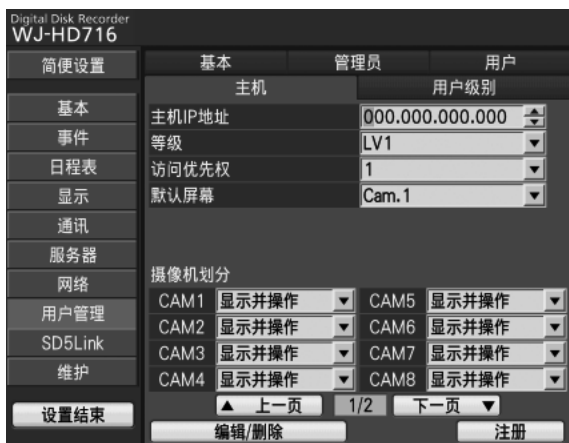 Digital Disk Recorder
WJ-HD716
简便设置
基本
事件
日程表
显示
通讯
服务器
网络
用户管理
SD5Link
维护
设置结束
基本 管理员 用户
主机 用户级别
主机IP地址 000.000.000.000
等级 LV1
访问优先权 1
默认屏幕 Cam.1
摄像机划分
CAM1 显示并操作 CAM5 显示并操作
CAM2 显示并操作 CAM6 显示并操作
CAM3 显示并操作 CAM7 显示并操作
CAM4 显示并操作 CAM8 显示并操作
▲ 上一页 1/2 下一页 ▼
编辑/删除 注册